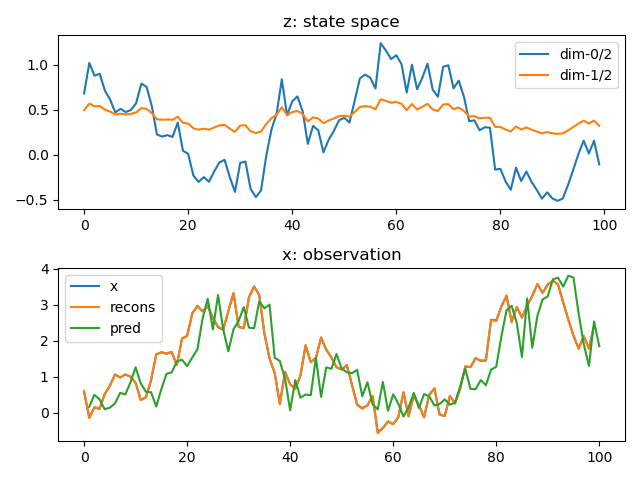 z: state space
1.0
0.5
0.0
−0.5
dim-0/2
dim-1/2
0 20 40 60 80 100
x: observation
4
3
2
1
0
x
recons
pred
0 20 40 60 80 100